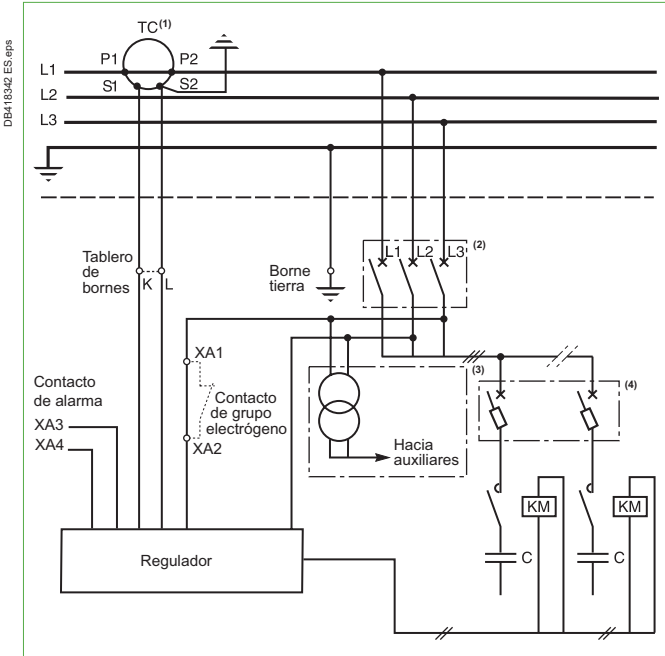 DB418342 ES.eps
TC(1)
P1
P2
S1
S2
L1
L2
L3
Tablero
de
bornes
K
L
Borne
tierra
L1
L2
L3
(2)
XA1
Contacto
de grupo
electrógeno
XA2
Contacto
de alarma
XA3
XA4
(3)
Hacia
auxiliares
(4)
KM
KM
C
C
Regulador